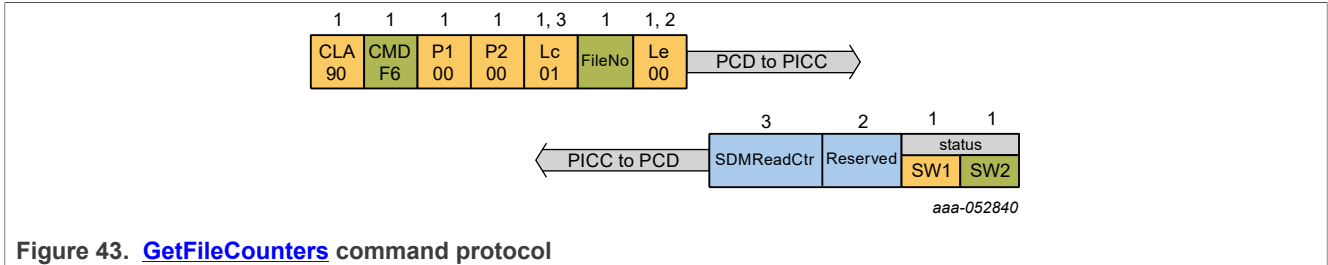 1 1 1 1 1, 3 1 1, 2
CLA CMD P1 P2 Lc FileNo Le PCD to PICC
90 F6 00 00 01 00
3 2 1 1
PICC to PCD SDMReadCtr Reserved status
SW1 SW2
aaa-052840
Figure 43. GetFileCounters command protocol